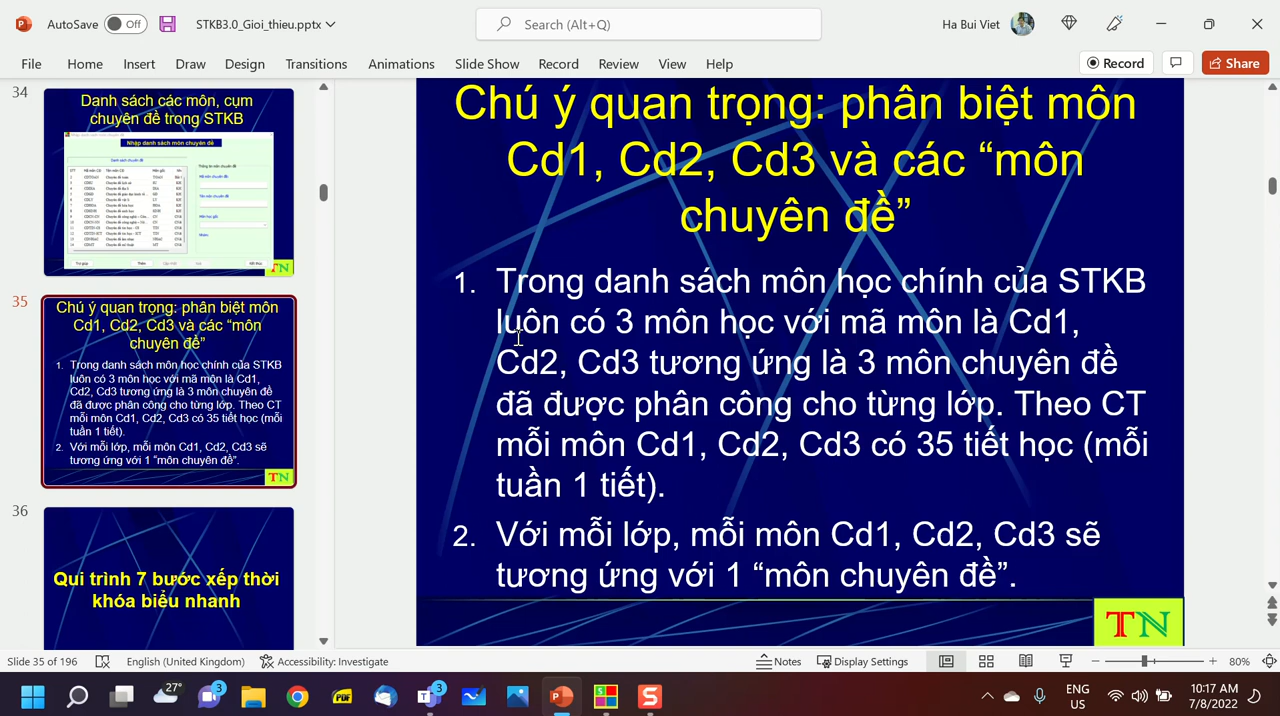 AutoSave Off STKB3.0_Gioi_thieu.pptx Search (Alt+Q) Ha Bui Viet
File Home Insert Draw Design Transitions Animations Slide Show Record Review View Help Record Share
34
Danh sách các môn, cụm
chuyên đề trong STKB
Nhập danh sách môn chuyên đề
TN
35
Chú ý quan trọng: phân biệt môn
Cd1, Cd2, Cd3 và các “môn
chuyên đề”
1. Trong danh sách môn học chính của STKB
luôn có 3 môn học với mã môn là Cd1,
Cd2, Cd3 tương ứng là 3 môn chuyên đề
đã được phân công cho từng lớp. Theo CT
mỗi môn Cd1, Cd2, Cd3 có 35 tiết học (mỗi
tuần 1 tiết).
2. Với mỗi lớp, mỗi môn Cd1, Cd2, Cd3 sẽ
tương ứng với 1 “môn chuyên đề”.
TN
36
Qui trình 7 bước xếp thời
khóa biểu nhanh
Chú ý quan trọng: phân biệt môn
Cd1, Cd2, Cd3 và các “môn
chuyên đề”
1. Trong danh sách môn học chính của STKB
luôn có 3 môn học với mã môn là Cd1,
Cd2, Cd3 tương ứng là 3 môn chuyên đề
đã được phân công cho từng lớp. Theo CT
mỗi môn Cd1, Cd2, Cd3 có 35 tiết học (mỗi
tuần 1 tiết).
2. Với mỗi lớp, mỗi môn Cd1, Cd2, Cd3 sẽ
tương ứng với 1 “môn chuyên đề”.
TN
Slide 35 of 196 English (United Kingdom) Accessibility: Investigate Notes Display Settings 80%
27° 3 PDF 3 ENG 10:17 AM
US 7/8/2022